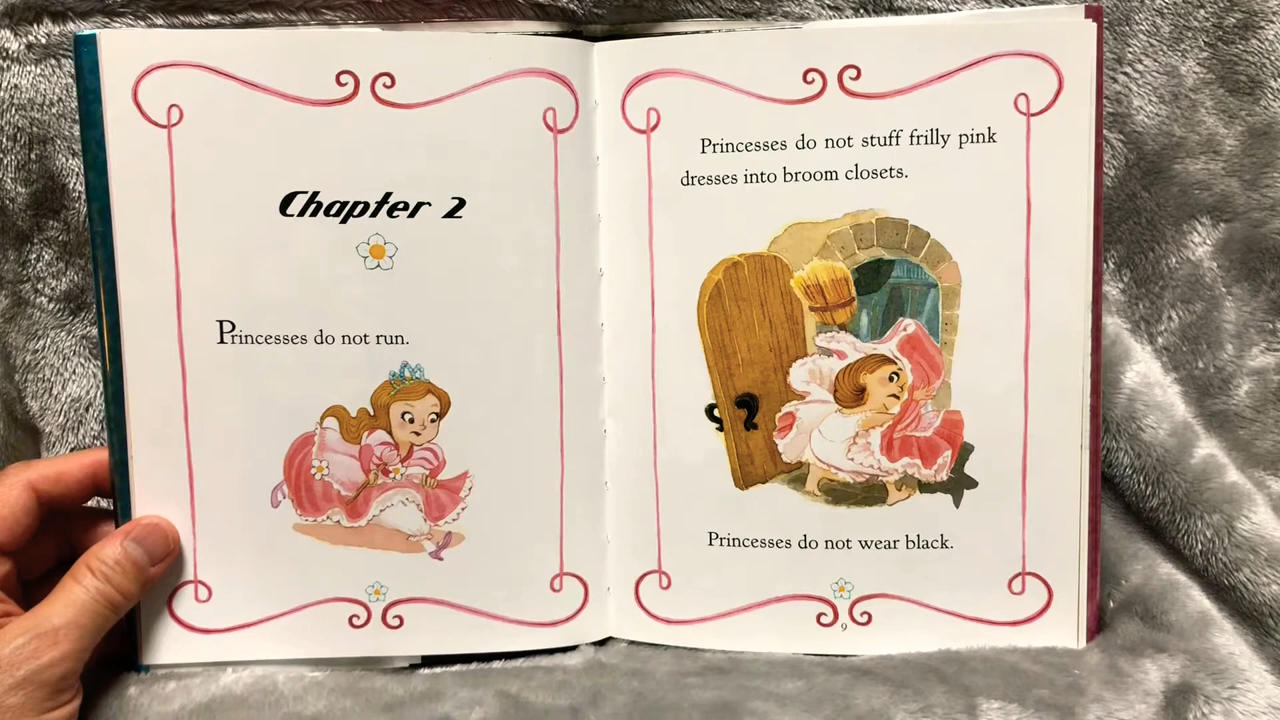 Chapter 2
Princesses do not run.
Princesses do not stuff frilly pink
dresses into broom closets.
Princesses do not wear black.
9